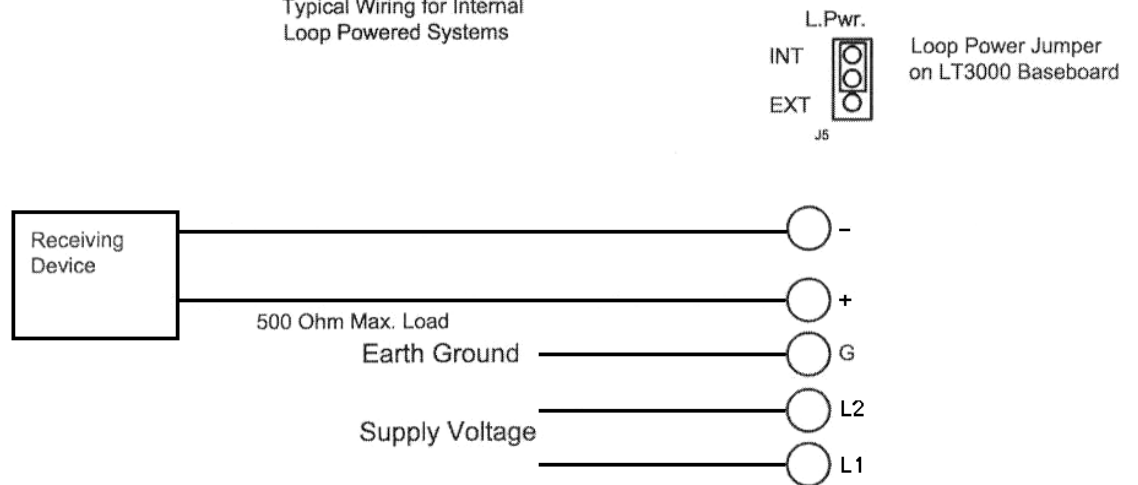 Typical Wiring for Internal
Loop Powered Systems
L.Pwr.
INT
EXT
J5
Loop Power Jumper
on LT3000 Baseboard
Receiving
Device
-
+
500 Ohm Max. Load
Earth Ground
G
L2
Supply Voltage
L1